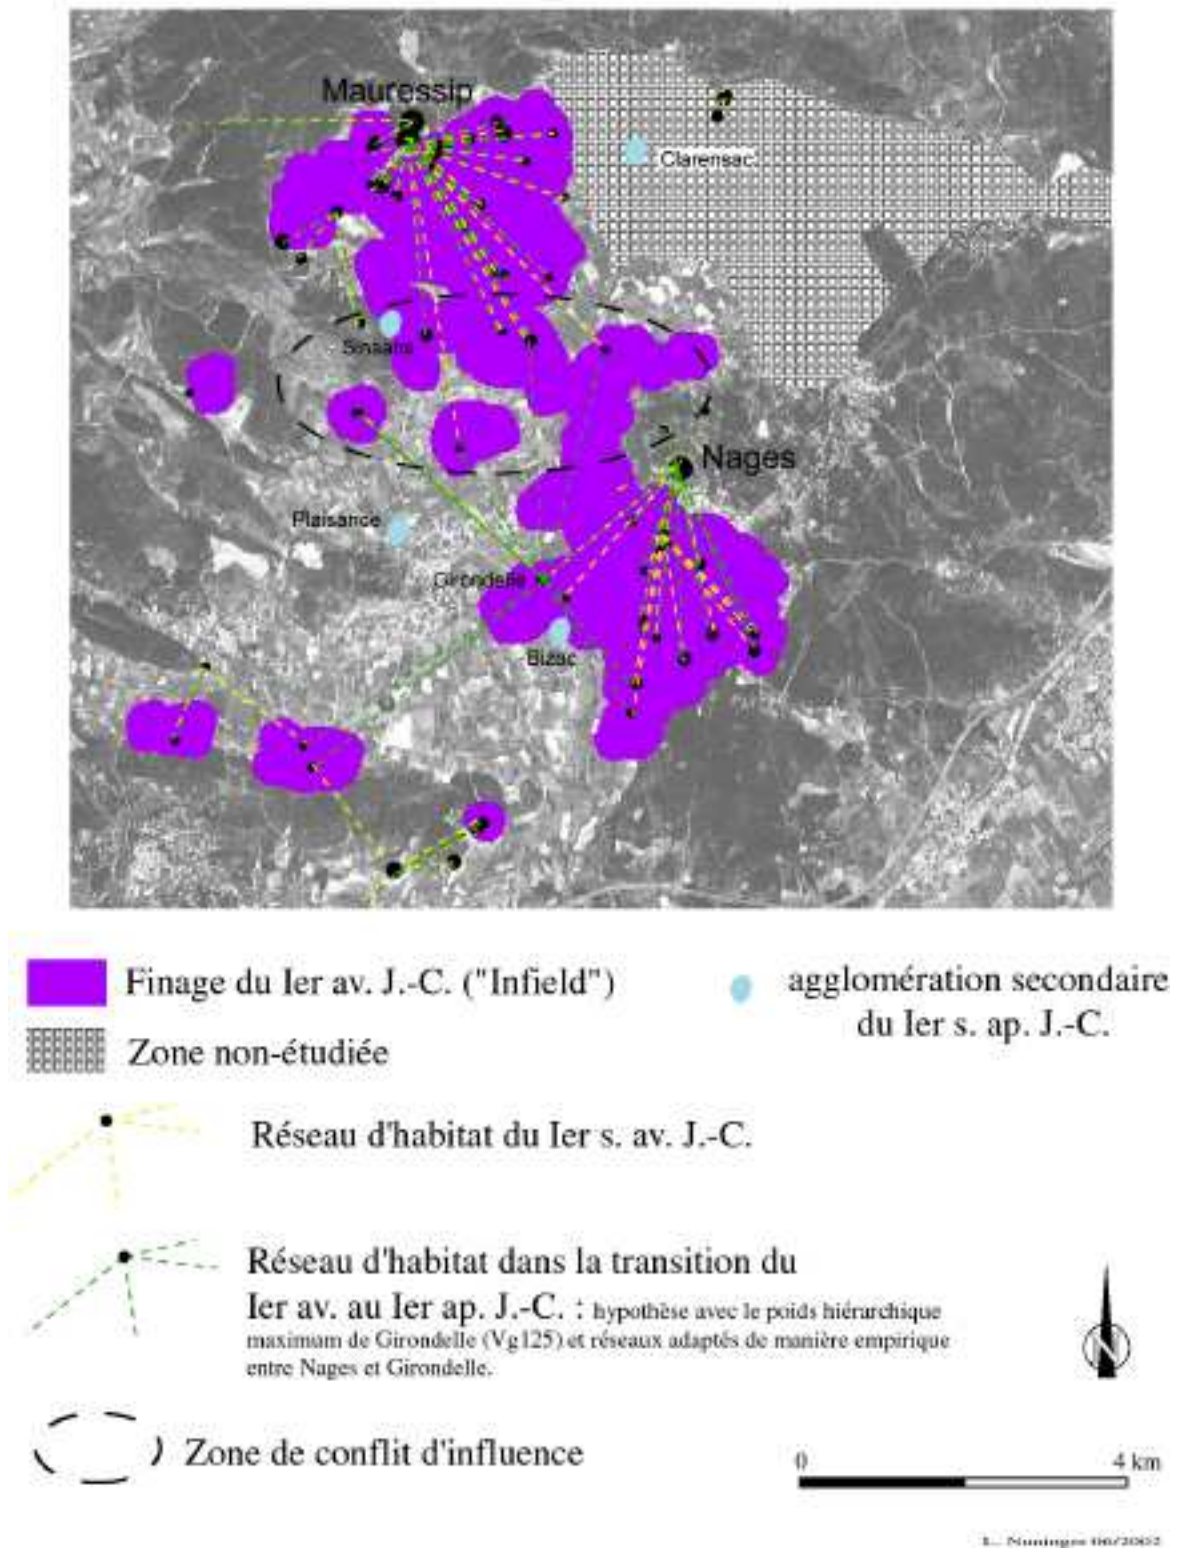 Mauressip
Clarensac
Sinsans
Nages
Plaisance
Girondelle
Bizac
Finage du Ier av. J.-C. ("Infield")
agglomération secondaire
du Ier s. ap. J.-C.
Zone non-étudiée
Réseau d'habitat du Ier s. av. J.-C.
Réseau d'habitat dans la transition du
Ier av. au Ier ap. J.-C. : hypothèse avec le poids hiérarchique
maximum de Girondelle (Vg125) et réseaux adaptés de manière empirique
entre Nages et Girondelle.
N
Zone de conflit d'influence
0 4 km
L. Nuninger 06/2002